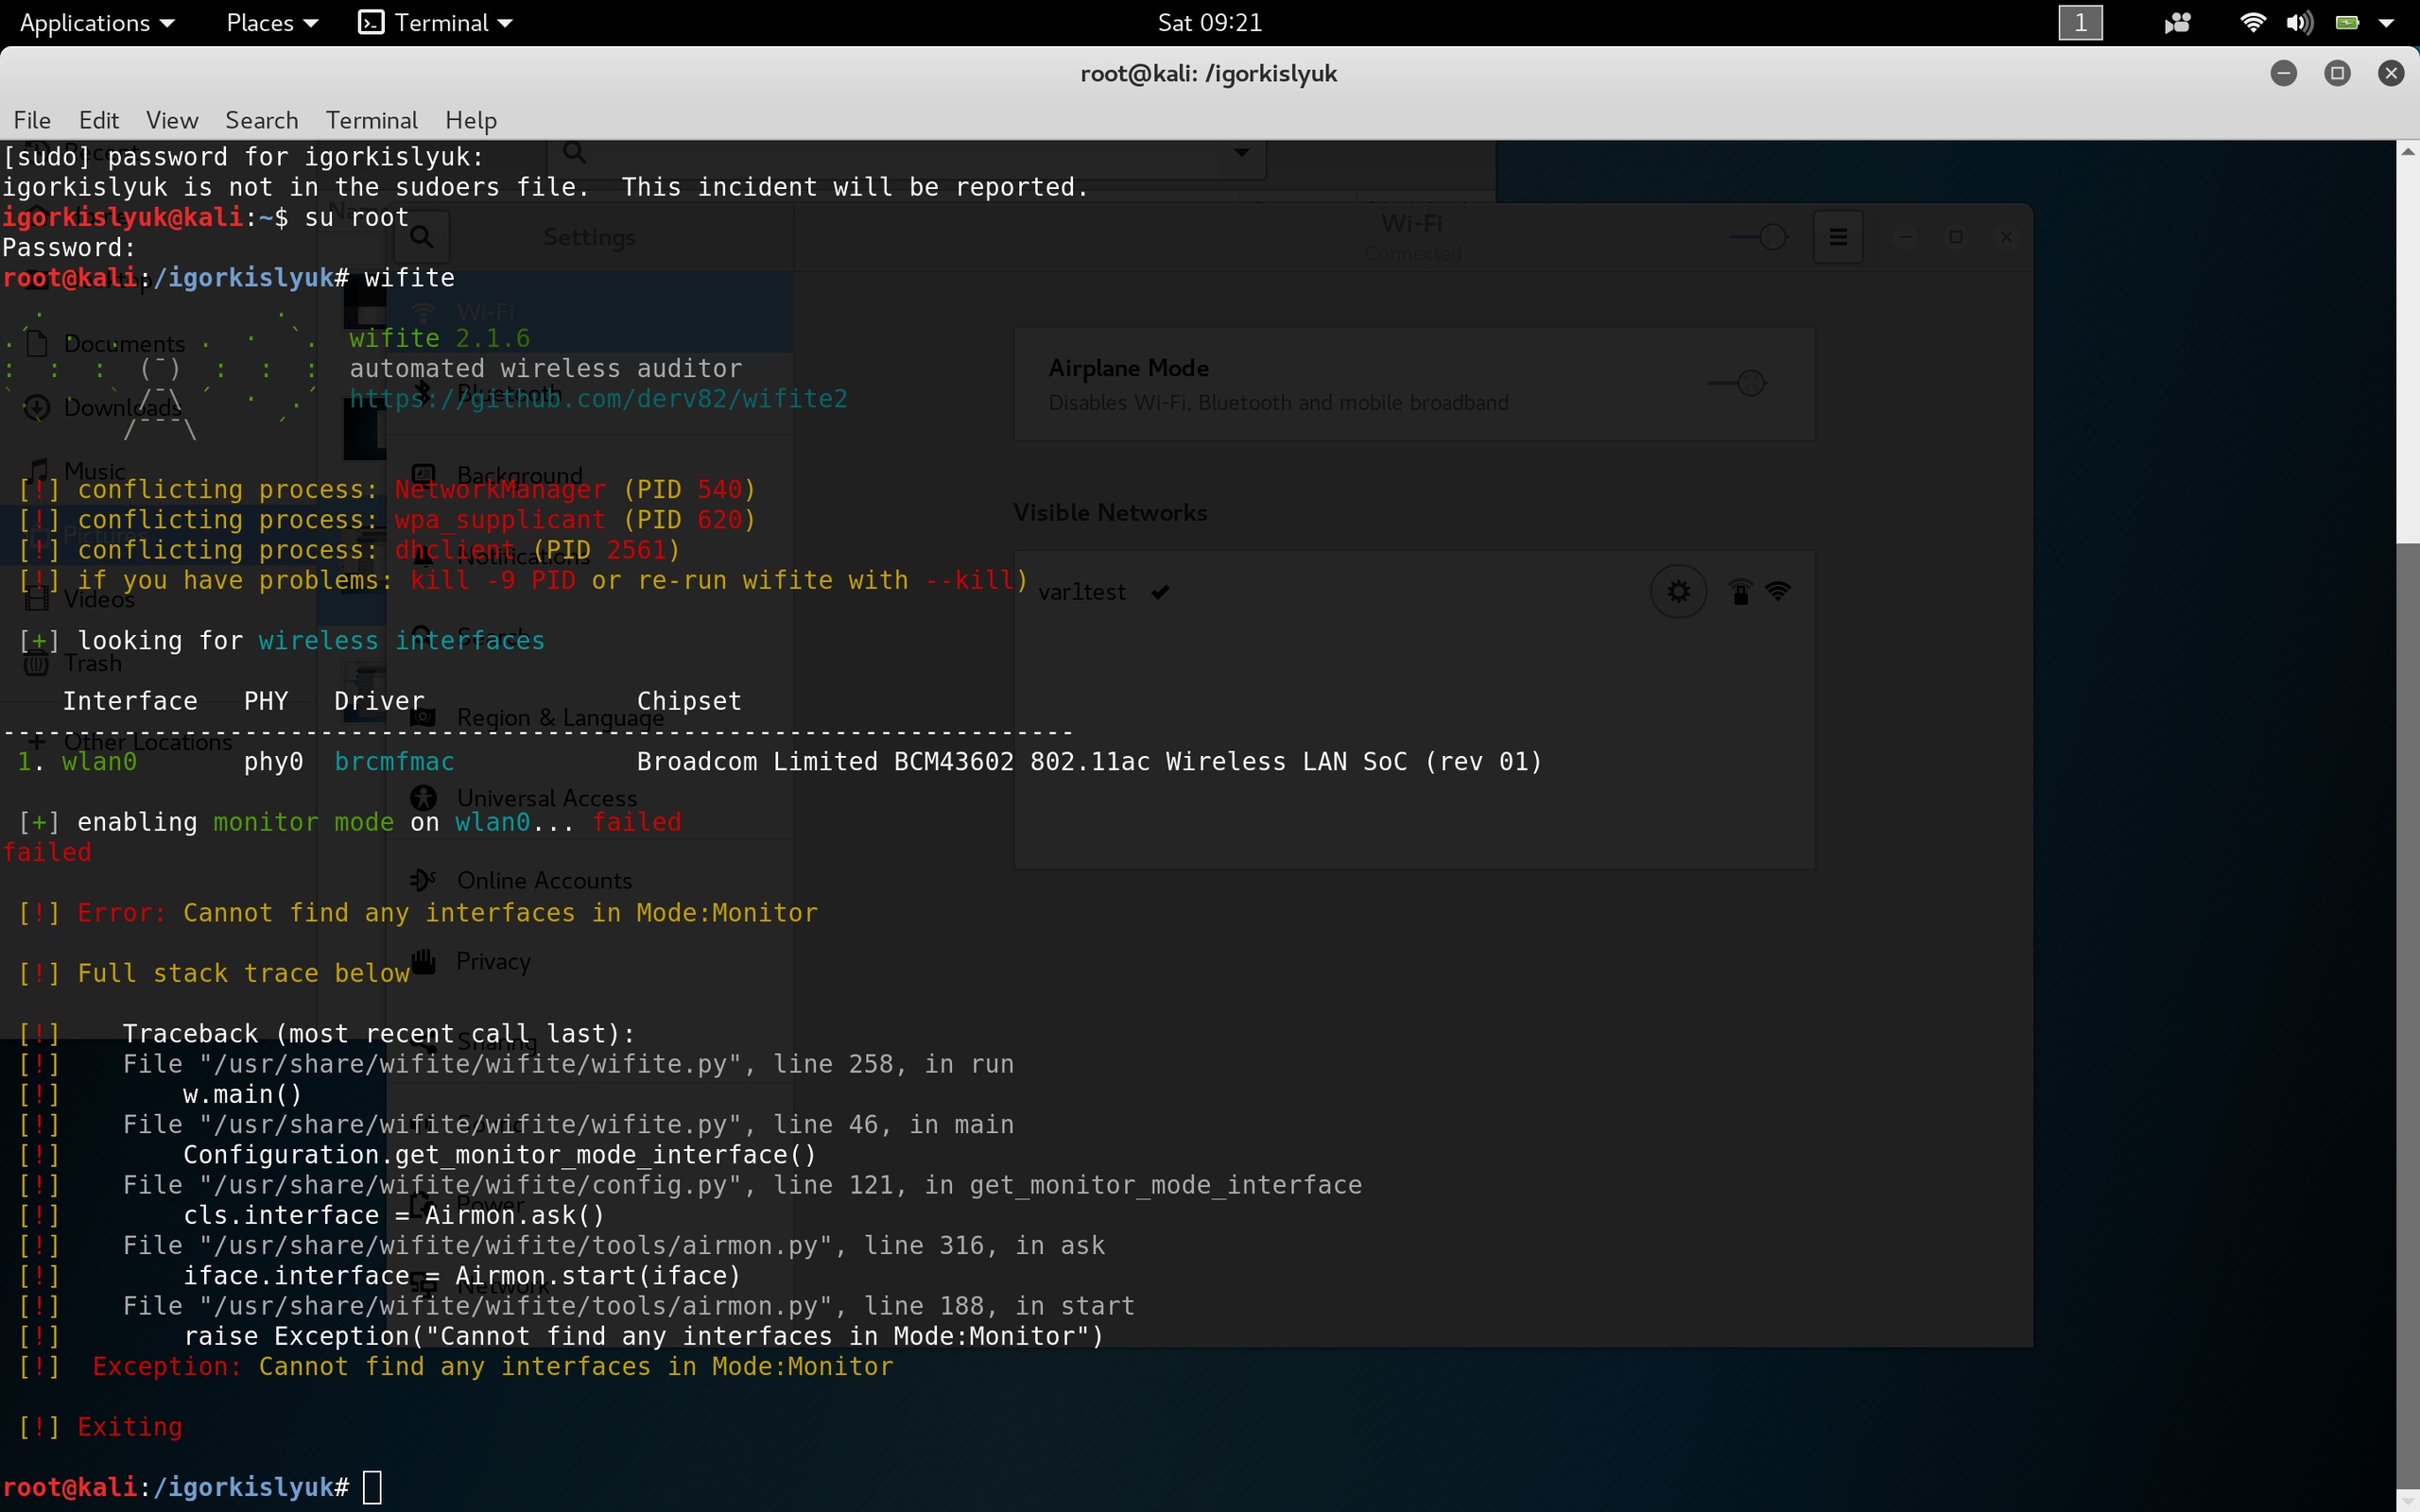 Applications Places Terminal Sat 09:21 1
root@kali: /igorkislyuk
File Edit View Search Terminal Help
[sudo] password for igorkislyuk:
igorkislyuk is not in the sudoers file.  This incident will be reported.
igorkislyuk@kali:~$ su root
Password:
root@kali:/igorkislyuk# wifite
wifite 2.1.6
automated wireless auditor
https://github.com/derv82/wifite2
[!] conflicting process: NetworkManager (PID 540)
[!] conflicting process: wpa_supplicant (PID 620)
[!] conflicting process: dhclient (PID 2561)
[!] if you have problems: kill -9 PID or re-run wifite with --kill)
[+] looking for wireless interfaces
Interface   PHY   Driver              Chipset
-----------------------------------------------------------------------
1. wlan0       phy0  brcmfmac            Broadcom Limited BCM43602 802.11ac Wireless LAN SoC (rev 01)
[+] enabling monitor mode on wlan0... failed
failed
[!] Error: Cannot find any interfaces in Mode:Monitor
[!] Full stack trace below
[!]    Traceback (most recent call last):
[!]    File "/usr/share/wifite/wifite/wifite.py", line 258, in run
[!]        w.main()
[!]    File "/usr/share/wifite/wifite/wifite.py", line 46, in main
[!]        Configuration.get_monitor_mode_interface()
[!]    File "/usr/share/wifite/wifite/config.py", line 121, in get_monitor_mode_interface
[!]        cls.interface = Airmon.ask()
[!]    File "/usr/share/wifite/wifite/tools/airmon.py", line 316, in ask
[!]        iface.interface = Airmon.start(iface)
[!]    File "/usr/share/wifite/wifite/tools/airmon.py", line 188, in start
[!]        raise Exception("Cannot find any interfaces in Mode:Monitor")
[!]  Exception: Cannot find any interfaces in Mode:Monitor
[!] Exiting
root@kali:/igorkislyuk#
Documents
Downloads
Music
Pictures
Videos
Trash
Other Locations
Settings
Wi-Fi
Bluetooth
Background
Notifications
Search
Region & Language
Universal Access
Online Accounts
Privacy
Sharing
Power
Network
Wi-Fi
Connected
Airplane Mode
Disables Wi-Fi, Bluetooth and mobile broadband
Visible Networks
var1test